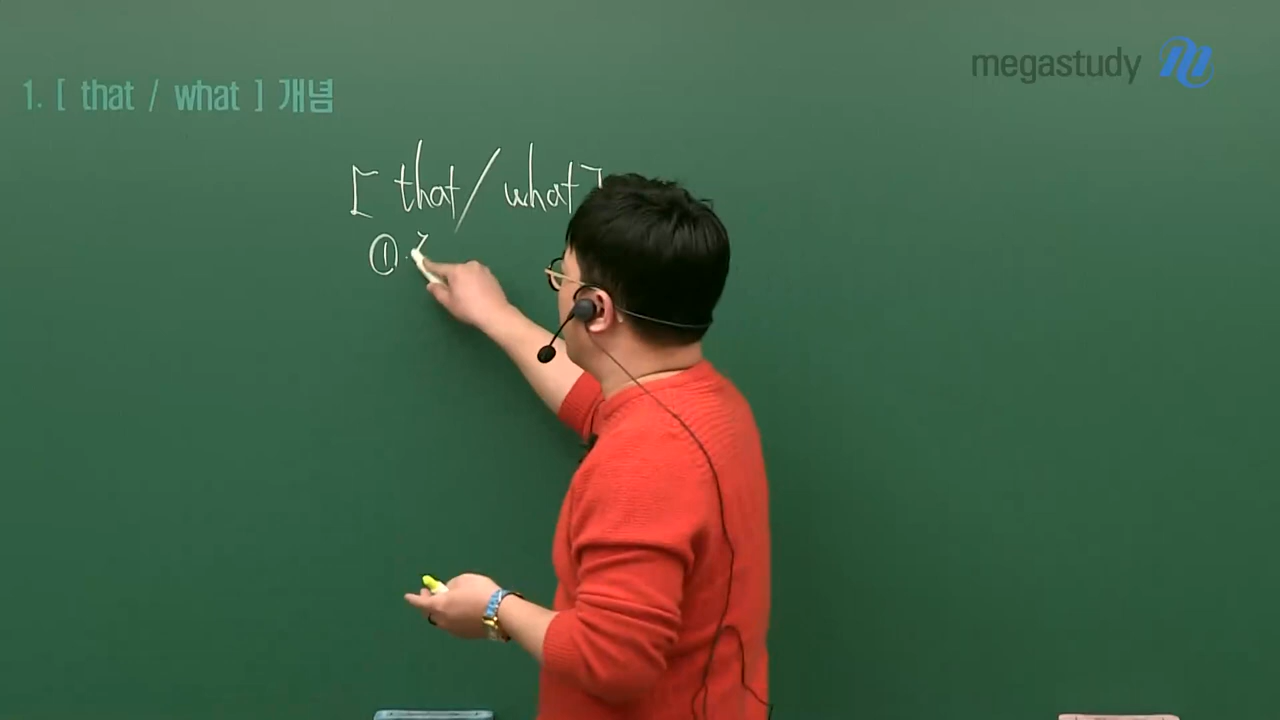 megastudy
1. [ that / what ] 개념
[ that / what ]
①